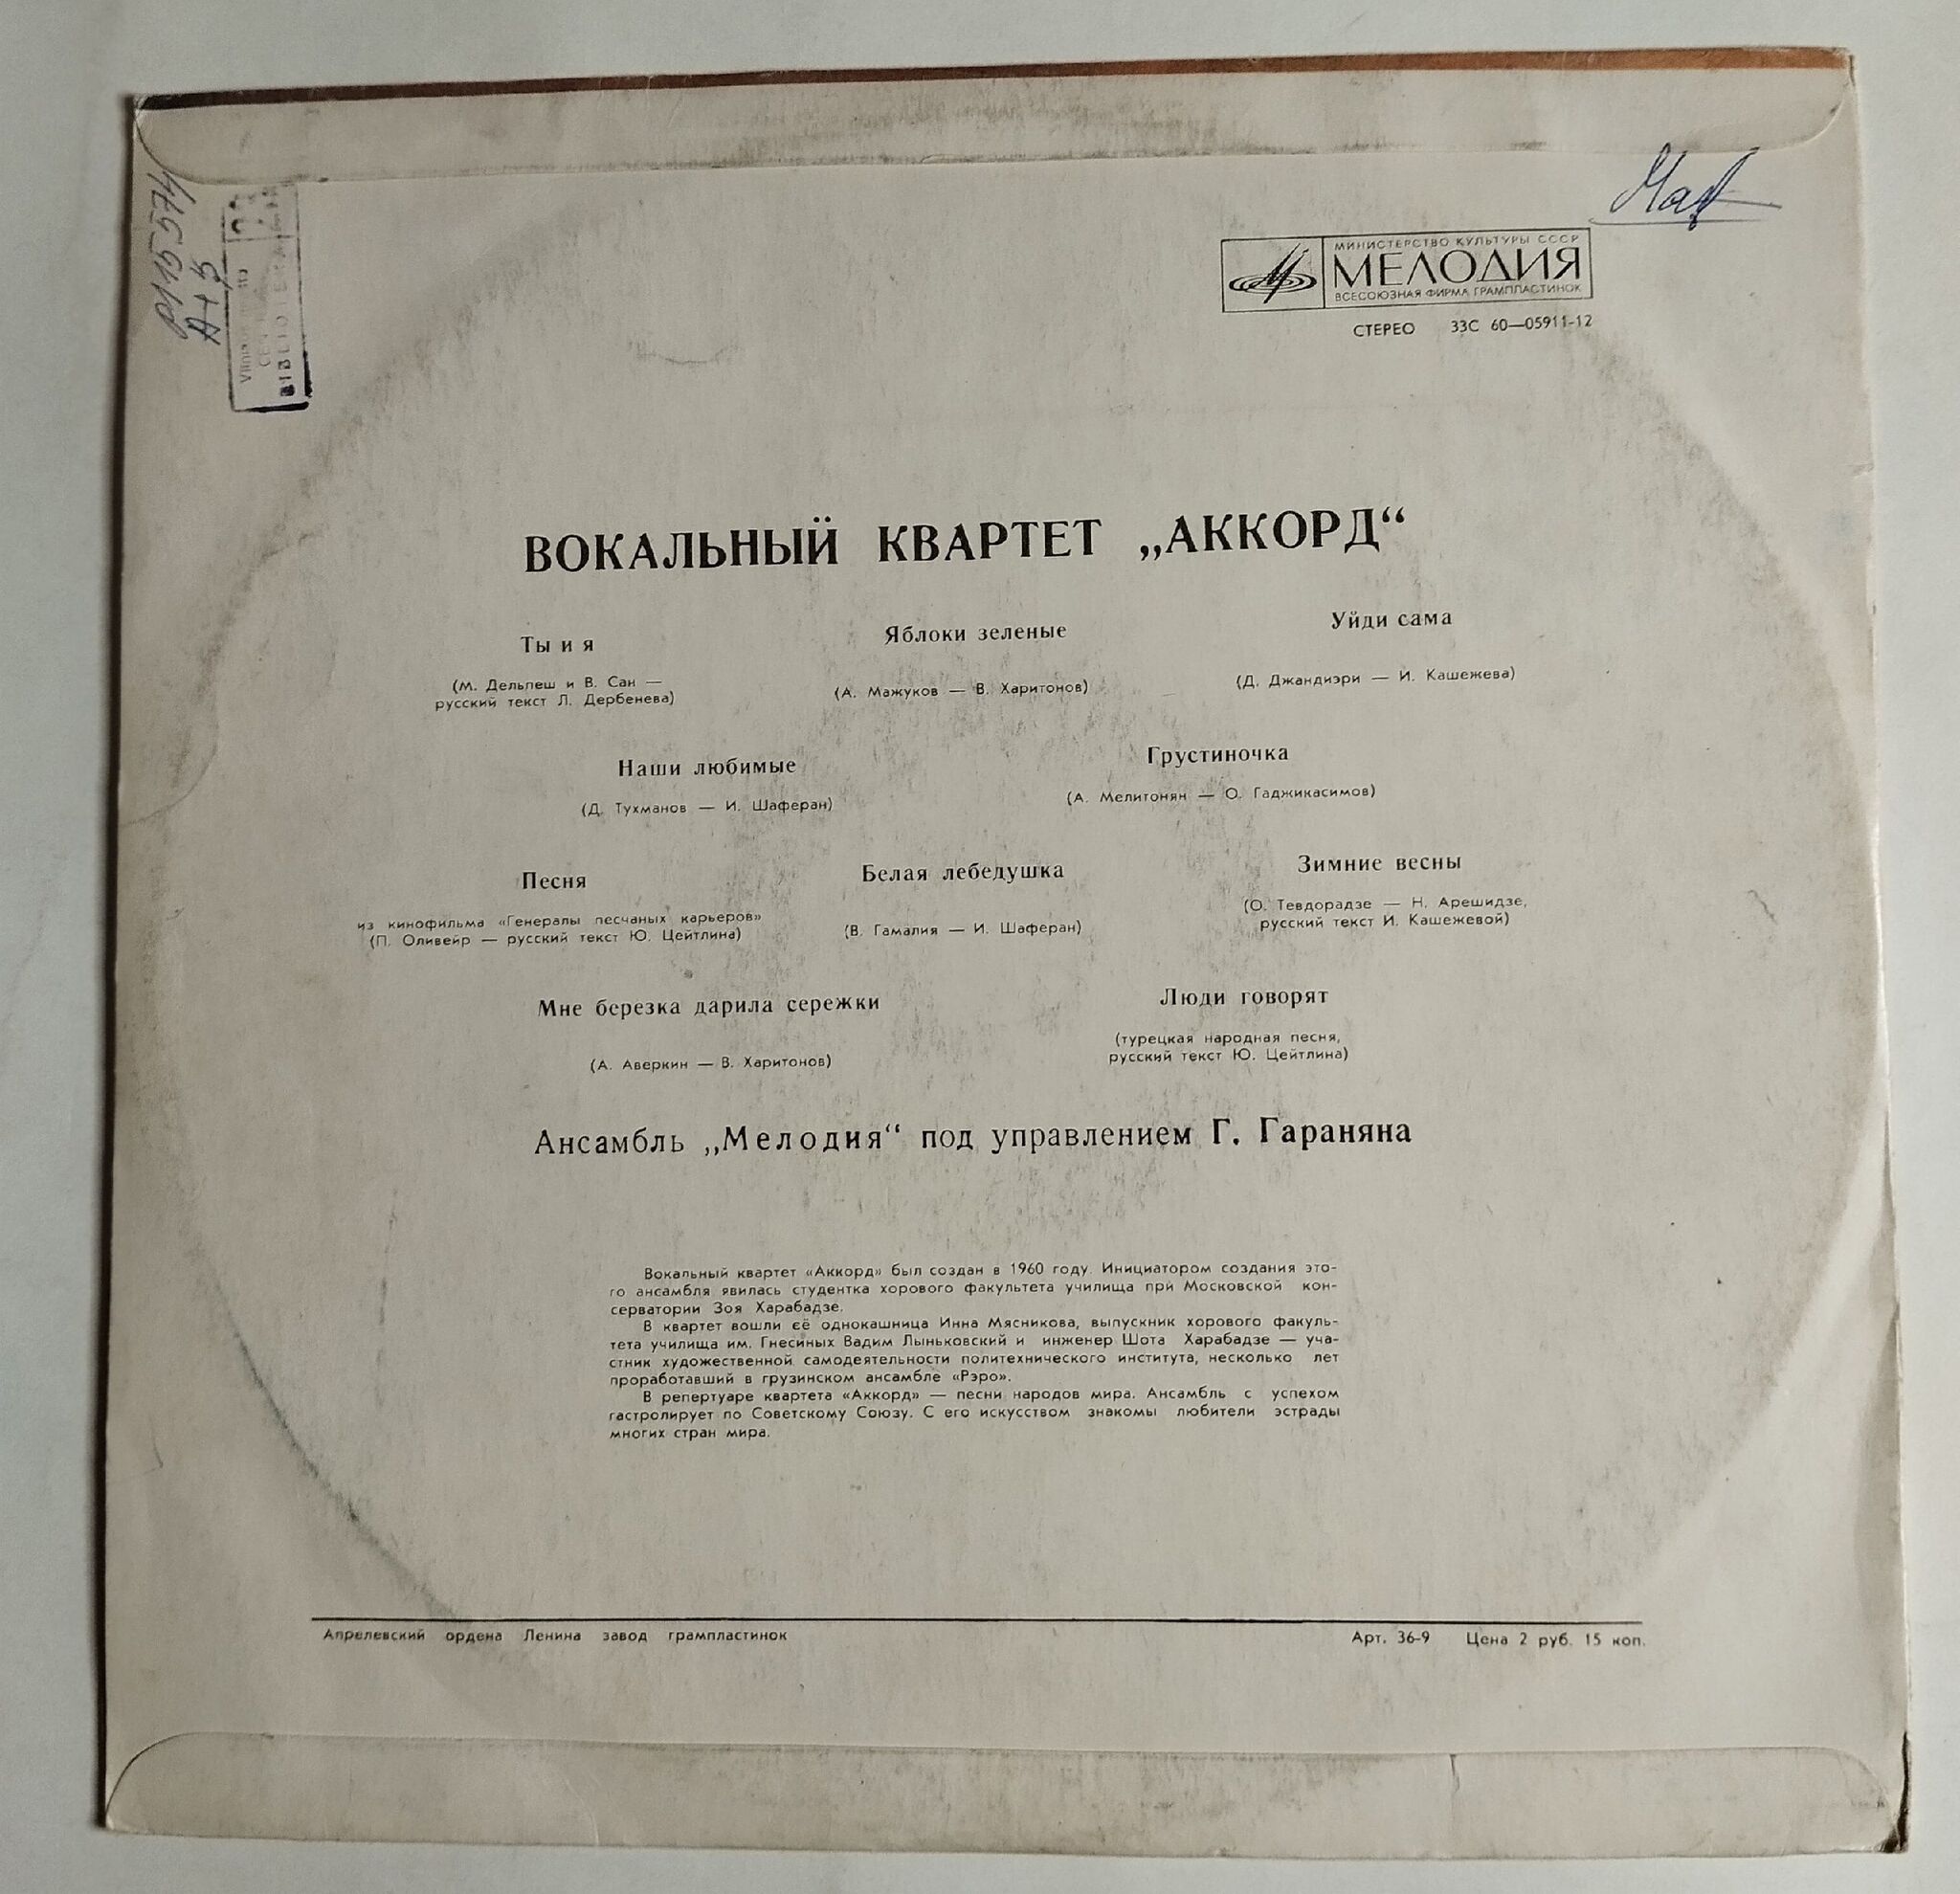 МИНИСТЕРСТВО КУЛЬТУРЫ СССР
МЕЛОДИЯ
ВСЕСОЮЗНАЯ ФИРМА ГРАМПЛАСТИНОК
СТЕРЕО 33С 60—05911-12
BIBLIOTE
ВОКАЛЬНЫЙ КВАРТЕТ „АККОРД“
Ты и я
(М. Дельпеш и В. Сан —
русский текст Л. Дербенева)
Яблоки зеленые
(А. Мажуков — В. Харитонов)
Уйди сама
(Д. Джандиэри — И. Кашежева)
Наши любимые
(Д. Тухманов — И. Шаферан)
Грустиночка
(А. Мелитонян — О. Гаджикасимов)
Песня
из кинофильма «Генералы песчаных карьеров»
(П. Оливейр — русский текст Ю. Цейтлина)
Белая лебедушка
(В. Гамалия — И. Шаферан)
Зимние весны
(О. Тевдорадзе — Н. Арешидзе,
русский текст И. Кашежевой)
Мне березка дарила сережки
(А. Аверкин — В. Харитонов)
Люди говорят
(турецкая народная песня,
русский текст Ю. Цейтлина)
Ансамбль „Мелодия“ под управлением Г. Гараняна
Вокальный квартет «Аккорд» был создан в 1960 году. Инициатором создания это-
го ансамбля явилась студентка хорового факультета училища при Московской кон-
серватории Зоя Харабадзе.
В квартет вошли её однокашница Инна Мясникова, выпускник хорового факуль-
тета училища им. Гнесиных Вадим Лыньковский и инженер Шота Харабадзе — уча-
стник художественной самодеятельности политехнического института, несколько лет
проработавший в грузинском ансамбле «Рэро».
В репертуаре квартета «Аккорд» — песни народов мира. Ансамбль с успехом
гастролирует по Советскому Союзу. С его искусством знакомы любители эстрады
многих стран мира.
Апрелевский ордена Ленина завод грампластинок
Арт. 36-9 Цена 2 руб. 15 коп.